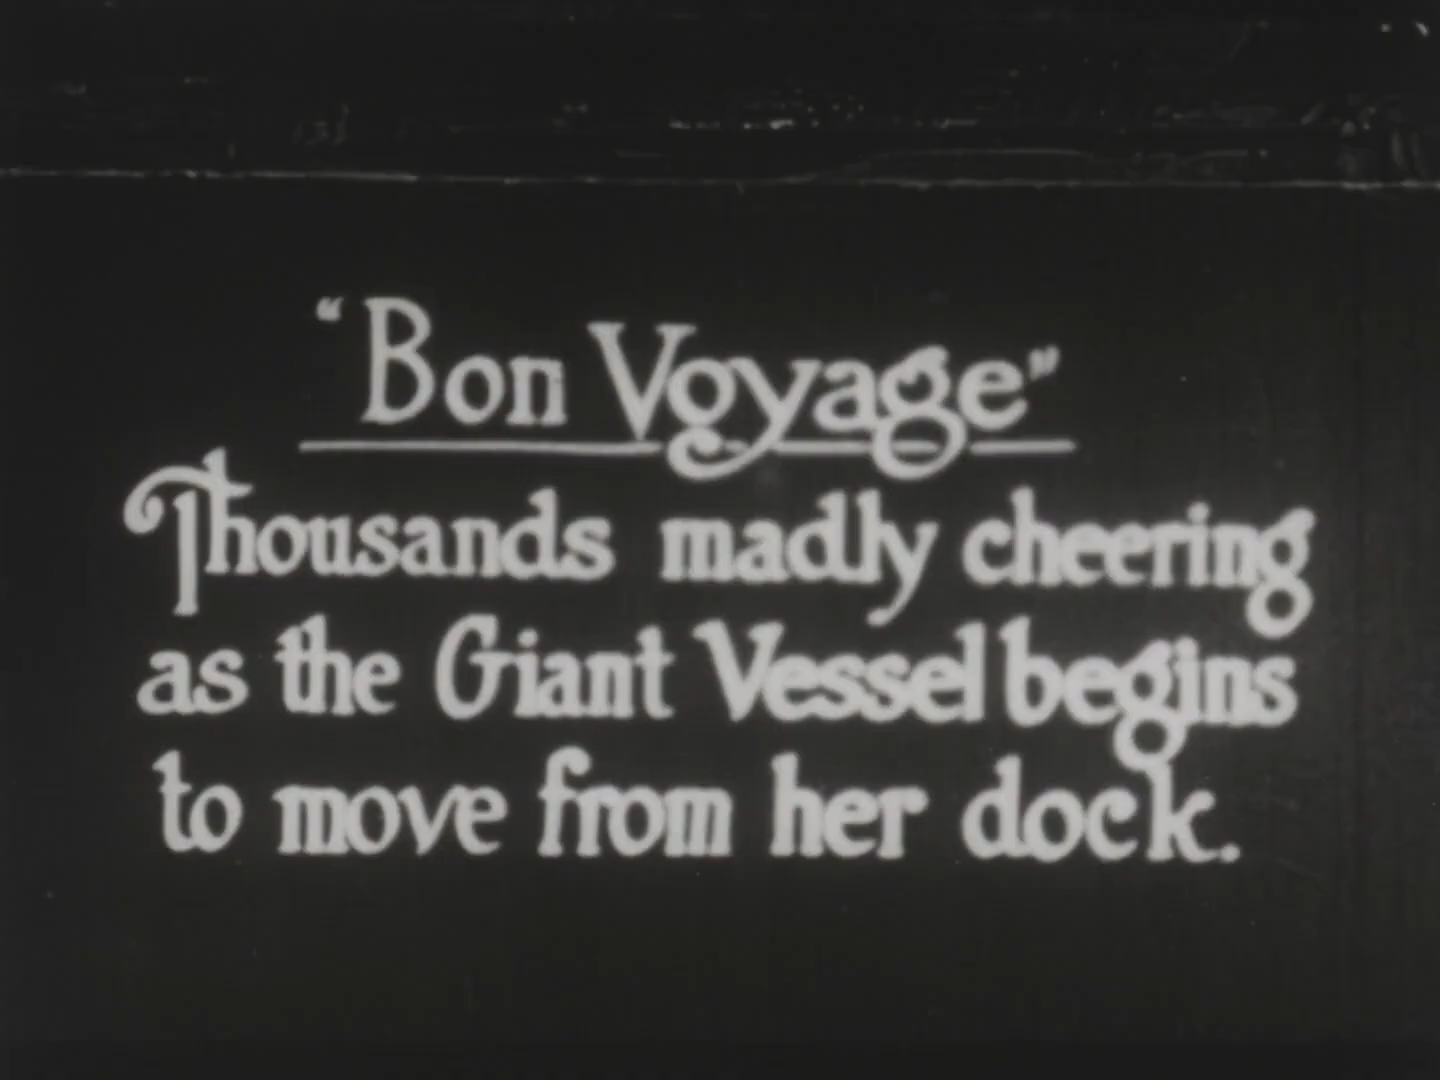 "Bon Voyage"
Thousands madly cheering
as the Giant Vessel begins
to move from her dock.